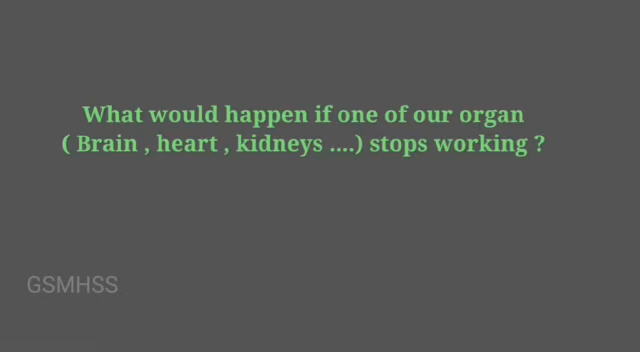 What would happen if one of our organ
( Brain , heart , kidneys ....) stops working ?
GSMHSS